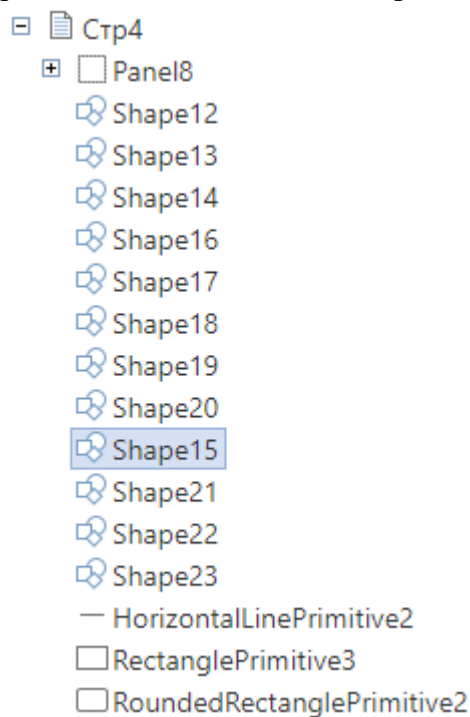 Стр4
Panel8
Shape12
Shape13
Shape14
Shape16
Shape17
Shape18
Shape19
Shape20
Shape15
Shape21
Shape22
Shape23
HorizontalLinePrimitive2
RectanglePrimitive3
RoundedRectanglePrimitive2